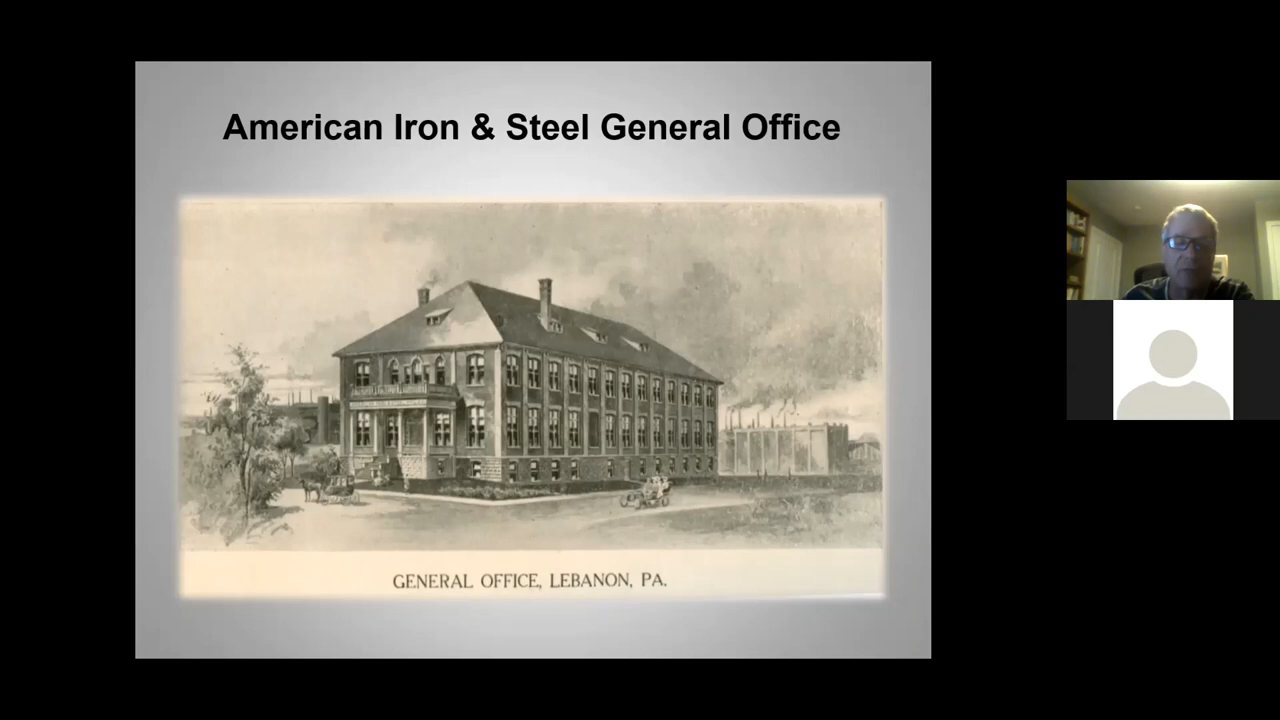 American Iron & Steel General Office
GENERAL OFFICE, LEBANON, PA.